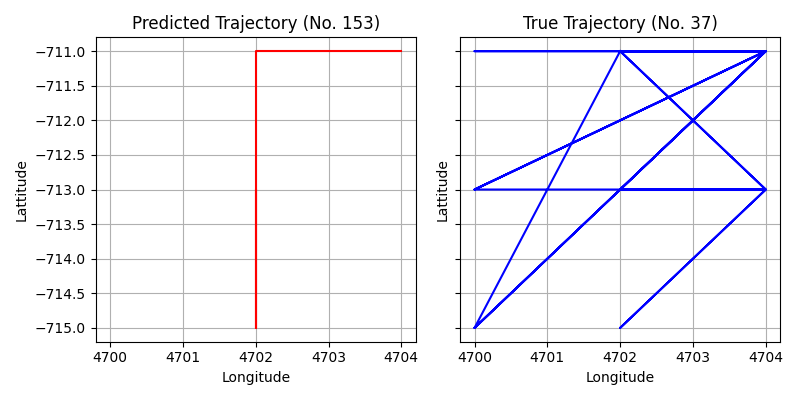 Predicted Trajectory (No. 153)
True Trajectory (No. 37)
Lattitude
−711.0
−711.5
−712.0
−712.5
−713.0
−713.5
−714.0
−714.5
−715.0
4700 4701 4702 4703 4704
Longitude
Lattitude
4700 4701 4702 4703 4704
Longitude